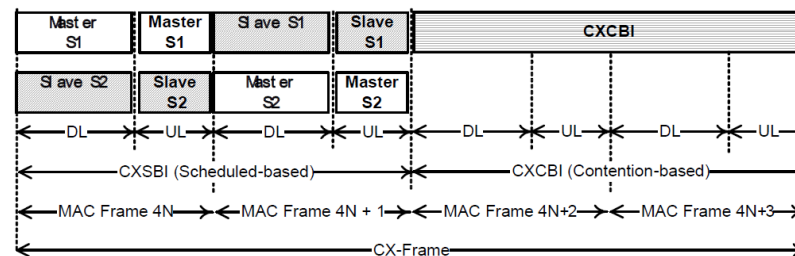 Master Master Slave S1 Slave CXCBI
S1 S1 S1
Slave S2 Slave Master Master
S2 S2 S2
DL UL DL UL DL UL DL UL
CXSBI (Scheduled-based) CXCBI (Contention-based)
MAC Frame 4N MAC Frame 4N + 1 MAC Frame 4N+2 MAC Frame 4N+3
CX-Frame